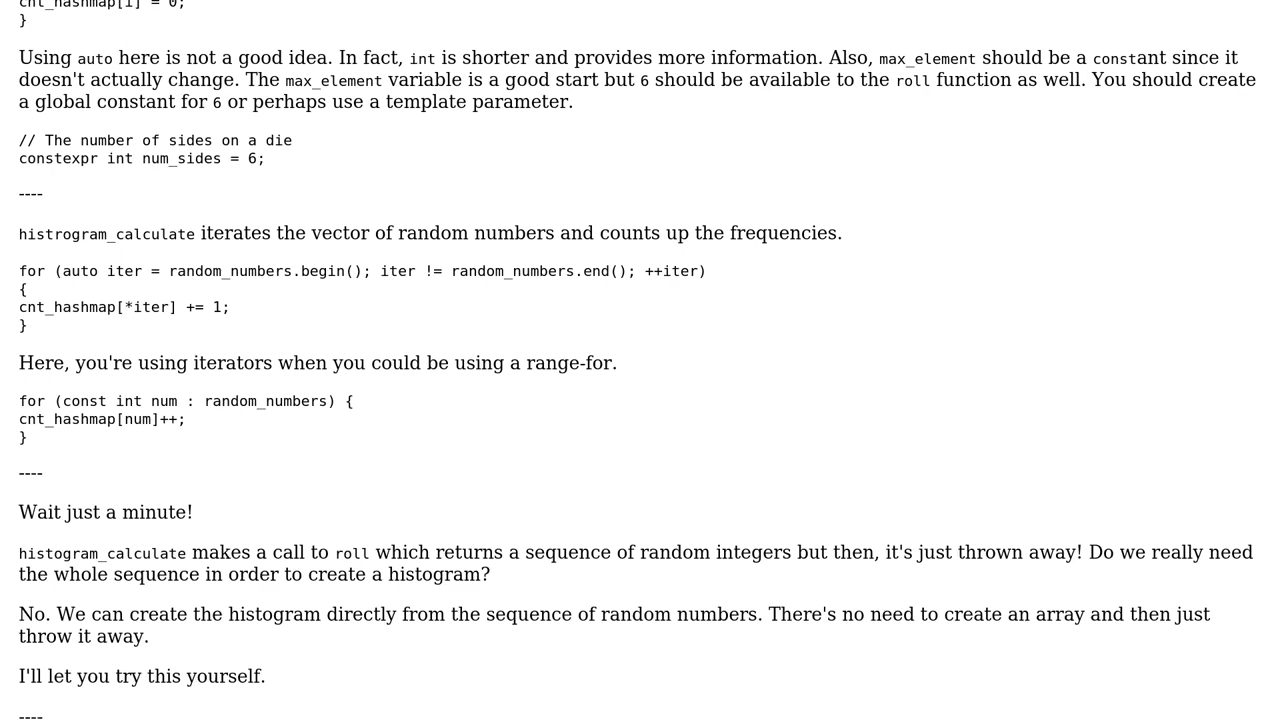 cnt_hashmap[i] = 0;
}
Using auto here is not a good idea. In fact, int is shorter and provides more information. Also, max_element should be a constant since it
doesn't actually change. The max_element variable is a good start but 6 should be available to the roll function as well. You should create
a global constant for 6 or perhaps use a template parameter.
// The number of sides on a die
constexpr int num_sides = 6;
----
histrogram_calculate iterates the vector of random numbers and counts up the frequencies.
for (auto iter = random_numbers.begin(); iter != random_numbers.end(); ++iter)
{
cnt_hashmap[*iter] += 1;
}
Here, you're using iterators when you could be using a range-for.
for (const int num : random_numbers) {
cnt_hashmap[num]++;
}
----
Wait just a minute!
histogram_calculate makes a call to roll which returns a sequence of random integers but then, it's just thrown away! Do we really need
the whole sequence in order to create a histogram?
No. We can create the histogram directly from the sequence of random numbers. There's no need to create an array and then just
throw it away.
I'll let you try this yourself.
----